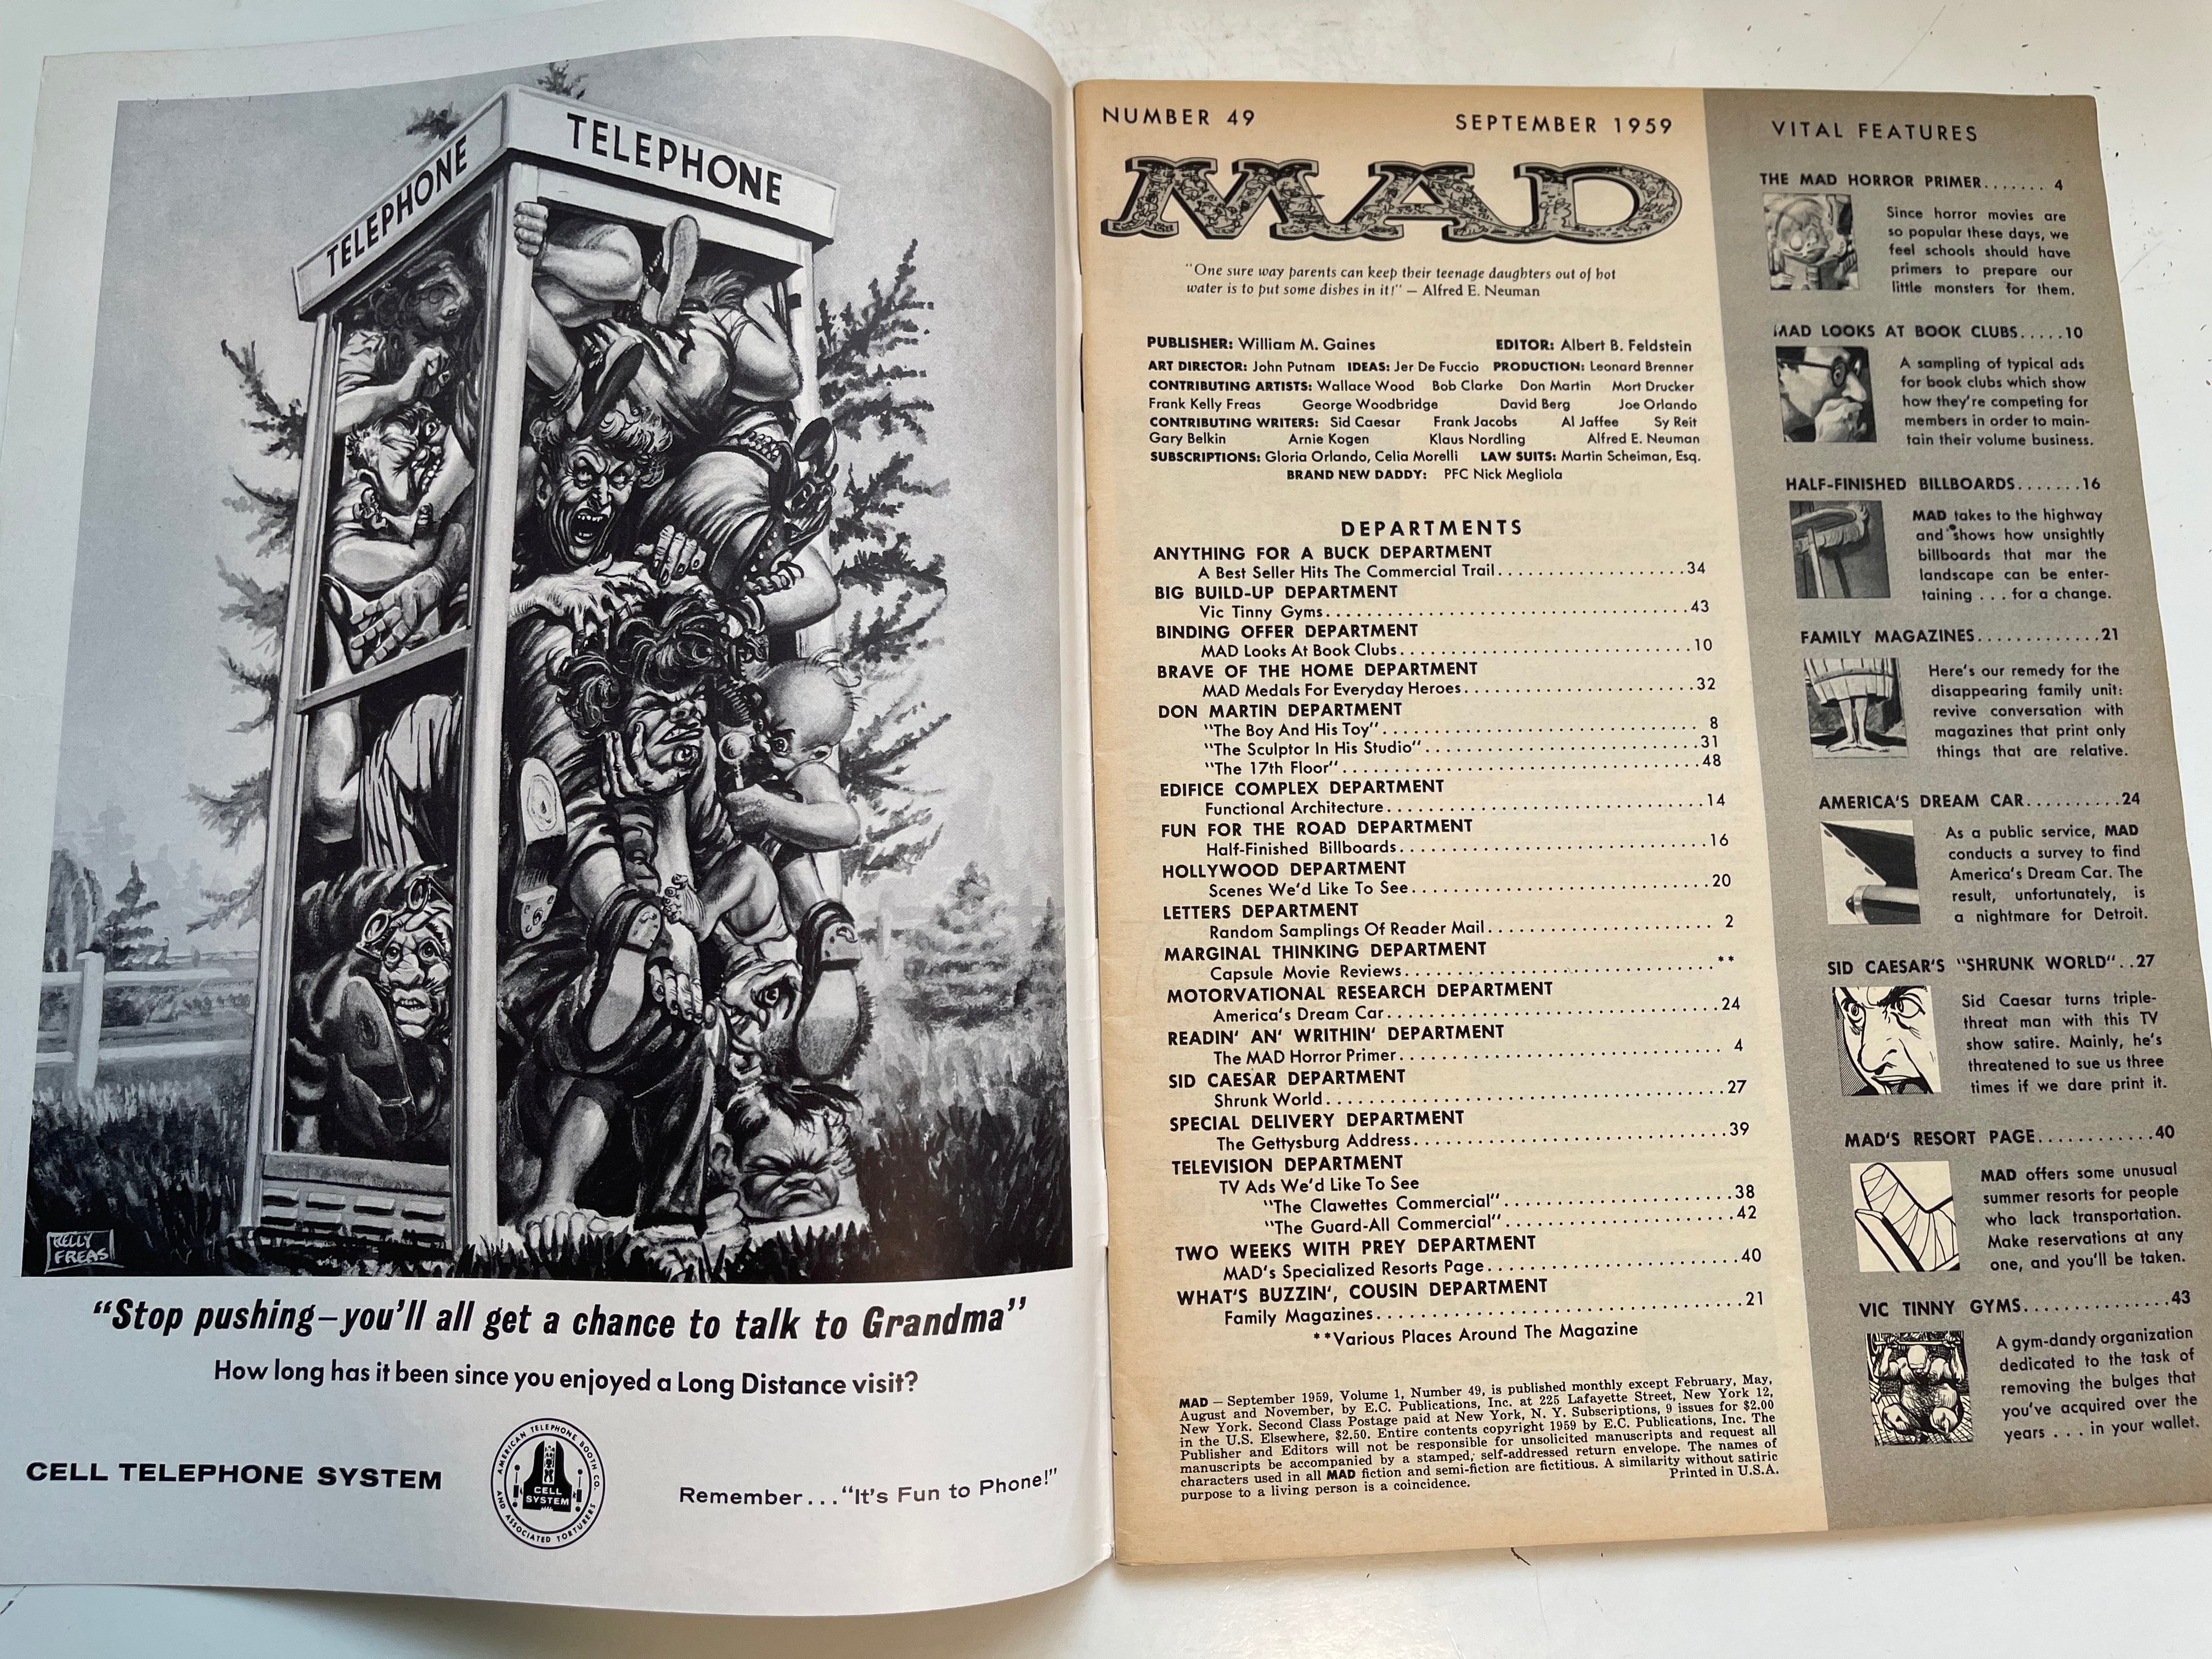 TELEPHONE
TELEPHONE
KELLY
FREAS
“Stop pushing—you’ll all get a chance to talk to Grandma”
How long has it been since you enjoyed a Long Distance visit?
CELL TELEPHONE SYSTEM
AMERICAN TELEPHONE BOOTH CO.
AND ASSOCIATED TORTURERS
CELL
SYSTEM
Remember...“It’s Fun to Phone!”
NUMBER 49
SEPTEMBER 1959
MAD
“One sure way parents can keep their teenage daughters out of hot
water is to put some dishes in it!” — Alfred E. Neuman
PUBLISHER: William M. Gaines EDITOR: Albert B. Feldstein
ART DIRECTOR: John Putnam IDEAS: Jer De Fuccio PRODUCTION: Leonard Brenner
CONTRIBUTING ARTISTS: Wallace Wood Bob Clarke Don Martin Mort Drucker
Frank Kelly Freas George Woodbridge David Berg Joe Orlando
CONTRIBUTING WRITERS: Sid Caesar Frank Jacobs Al Jaffee Sy Reit
Gary Belkin Arnie Kogen Klaus Nordling Alfred E. Neuman
SUBSCRIPTIONS: Gloria Orlando, Celia Morelli LAW SUITS: Martin Scheiman, Esq.
BRAND NEW DADDY: PFC Nick Megliola
DEPARTMENTS
ANYTHING FOR A BUCK DEPARTMENT
A Best Seller Hits The Commercial Trail...................34
BIG BUILD-UP DEPARTMENT
Vic Tinny Gyms.....................................43
BINDING OFFER DEPARTMENT
MAD Looks At Book Clubs.............................10
BRAVE OF THE HOME DEPARTMENT
MAD Medals For Everyday Heroes.......................32
DON MARTIN DEPARTMENT
“The Boy And His Toy”................................ 8
“The Sculptor In His Studio”...........................31
“The 17th Floor”....................................48
EDIFICE COMPLEX DEPARTMENT
Functional Architecture...............................14
FUN FOR THE ROAD DEPARTMENT
Half-Finished Billboards..............................16
HOLLYWOOD DEPARTMENT
Scenes We’d Like To See..............................20
LETTERS DEPARTMENT
Random Samplings Of Reader Mail...................... 2
MARGINAL THINKING DEPARTMENT
Capsule Movie Reviews...............................**
MOTORVATIONAL RESEARCH DEPARTMENT
America’s Dream Car.................................24
READIN’ AN’ WRITHIN’ DEPARTMENT
The MAD Horror Primer............................... 4
SID CAESAR DEPARTMENT
Shrunk World.......................................27
SPECIAL DELIVERY DEPARTMENT
The Gettysburg Address...............................39
TELEVISION DEPARTMENT
TV Ads We’d Like To See
“The Clawettes Commercial”.......................38
“The Guard-All Commercial”.......................42
TWO WEEKS WITH PREY DEPARTMENT
MAD’s Specialized Resorts Page........................40
WHAT’S BUZZIN’, COUSIN DEPARTMENT
Family Magazines...................................21
**Various Places Around The Magazine
MAD — September 1959, Volume 1, Number 49, is published monthly except February, May,
August and November, by E.C. Publications, Inc. at 225 Lafayette Street, New York 12,
New York. Second Class Postage paid at New York, N. Y. Subscriptions, 9 issues for $2.00
in the U.S. Elsewhere, $2.50. Entire contents copyright 1959 by E.C. Publications, Inc. The
Publisher and Editors will not be responsible for unsolicited manuscripts and request all
manuscripts be accompanied by a stamped, self-addressed return envelope. The names of
characters used in all MAD fiction and semi-fiction are fictitious. A similarity without satiric
purpose to a living person is a coincidence. Printed in U.S.A.
VITAL FEATURES
THE MAD HORROR PRIMER....... 4
Since horror movies are
so popular these days, we
feel schools should have
primers to prepare our
little monsters for them.
MAD LOOKS AT BOOK CLUBS.....10
A sampling of typical ads
for book clubs which show
how they’re competing for
members in order to main-
tain their volume business.
HALF-FINISHED BILLBOARDS.......16
MAD takes to the highway
and shows how unsightly
billboards that mar the
landscape can be enter-
taining . . . for a change.
FAMILY MAGAZINES............21
Here’s our remedy for the
disappearing family unit:
revive conversation with
magazines that print only
things that are relative.
AMERICA’S DREAM CAR..........24
As a public service, MAD
conducts a survey to find
America’s Dream Car. The
result, unfortunately, is
a nightmare for Detroit.
SID CAESAR’S “SHRUNK WORLD”..27
Sid Caesar turns triple-
threat man with this TV
show satire. Mainly, he’s
threatened to sue us three
times if we dare print it.
MAD’S RESORT PAGE............40
MAD offers some unusual
summer resorts for people
who lack transportation.
Make reservations at any
one, and you’ll be taken.
VIC TINNY GYMS...............43
A gym-dandy organization
dedicated to the task of
removing the bulges that
you’ve acquired over the
years . . . in your wallet.